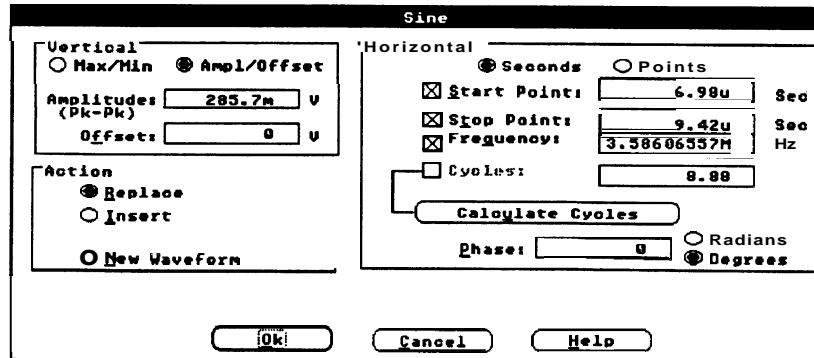 Sine
Vertical
Max/Min Ampl/Offset
Amplitude: 285.7m V
(Pk-Pk)
Offset: 0 V
Action
Replace
Insert
New Waveform
'Horizontal
Seconds Points
Start Point: 6.98u Sec
Stop Point: 9.42u Sec
Frequency: 3.58606557M Hz
Cycles: 8.88
Calculate Cycles
Phase: 0 Radians
Degrees
Ok Cancel Help